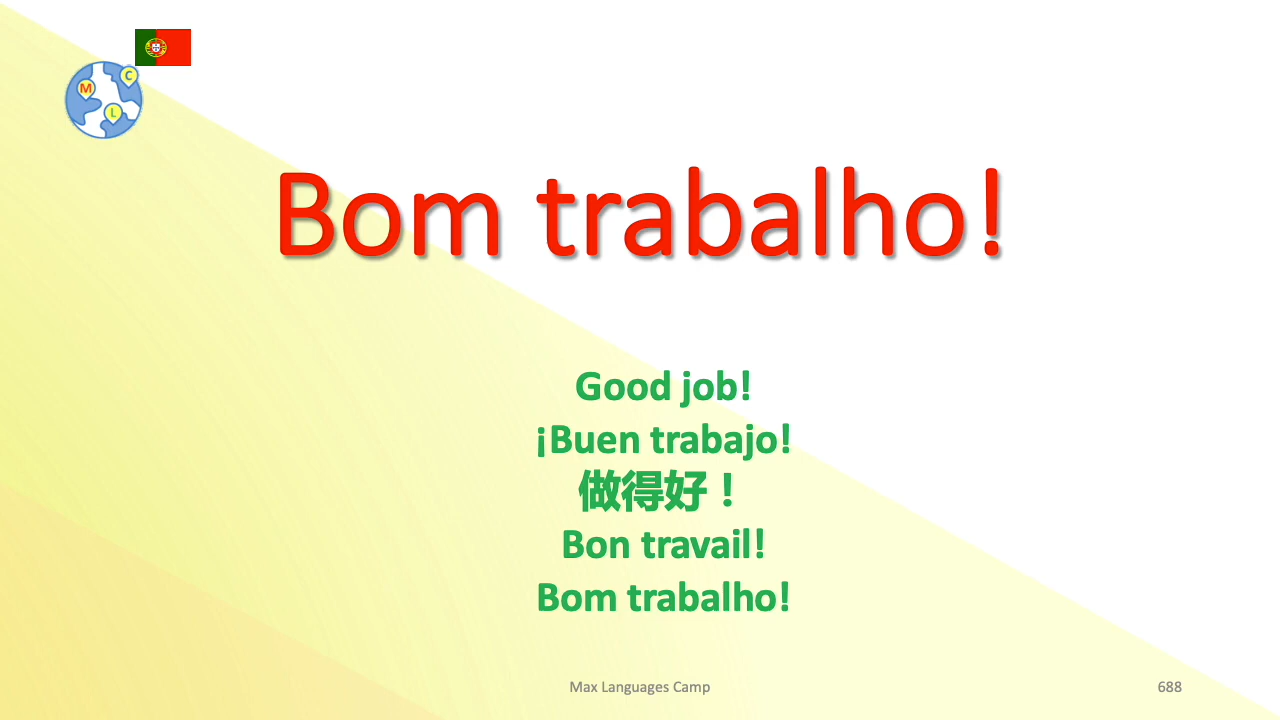 M
C
L
Bom trabalho!
Good job!
¡Buen trabajo!
做得好！
Bon travail!
Bom trabalho!
Max Languages Camp
688